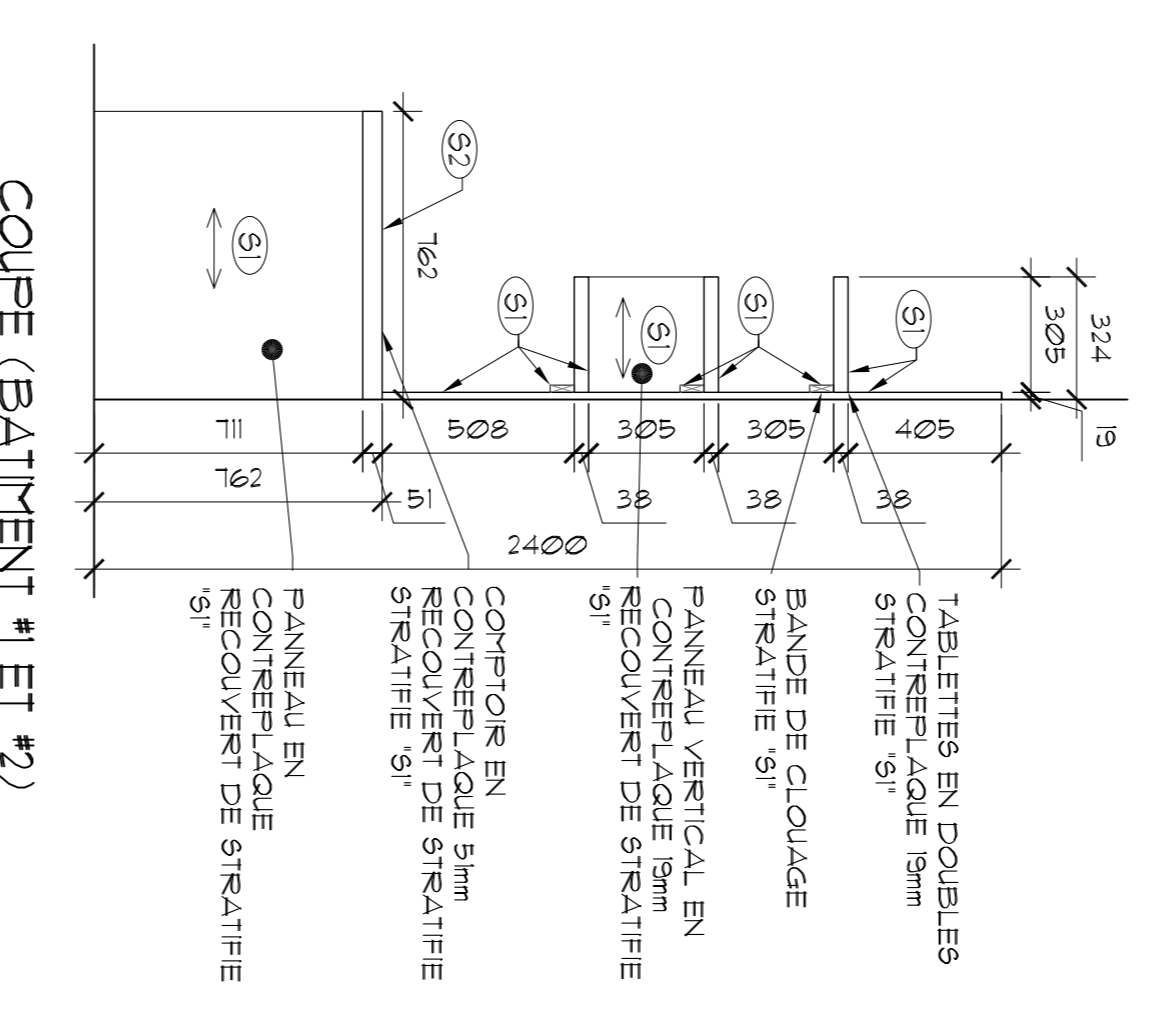 324
305
19
TABLETTES EN DOUBLES
CONTREPLAQUE 19mm
STRATIFIE "S1"
BANDE DE CLOUAGE
STRATIFIE "S1"
PANNEAU VERTICAL EN
CONTREPLAQUE 19mm
RECOUVERT DE STRATIFIE
"S1"
COMPTOIR EN
CONTREPLAQUE 51mm
RECOUVERT DE STRATIFIE
STRATIFIE "S1"
PANNEAU EN
CONTREPLAQUE
RECOUVERT DE STRATIFIE
"S1"
S1
S1
S1
S1
S2
S1
762
405
38
305
38
305
38
508
51
711
762
2400
COUPE (BATIMENT #1 ET #2)